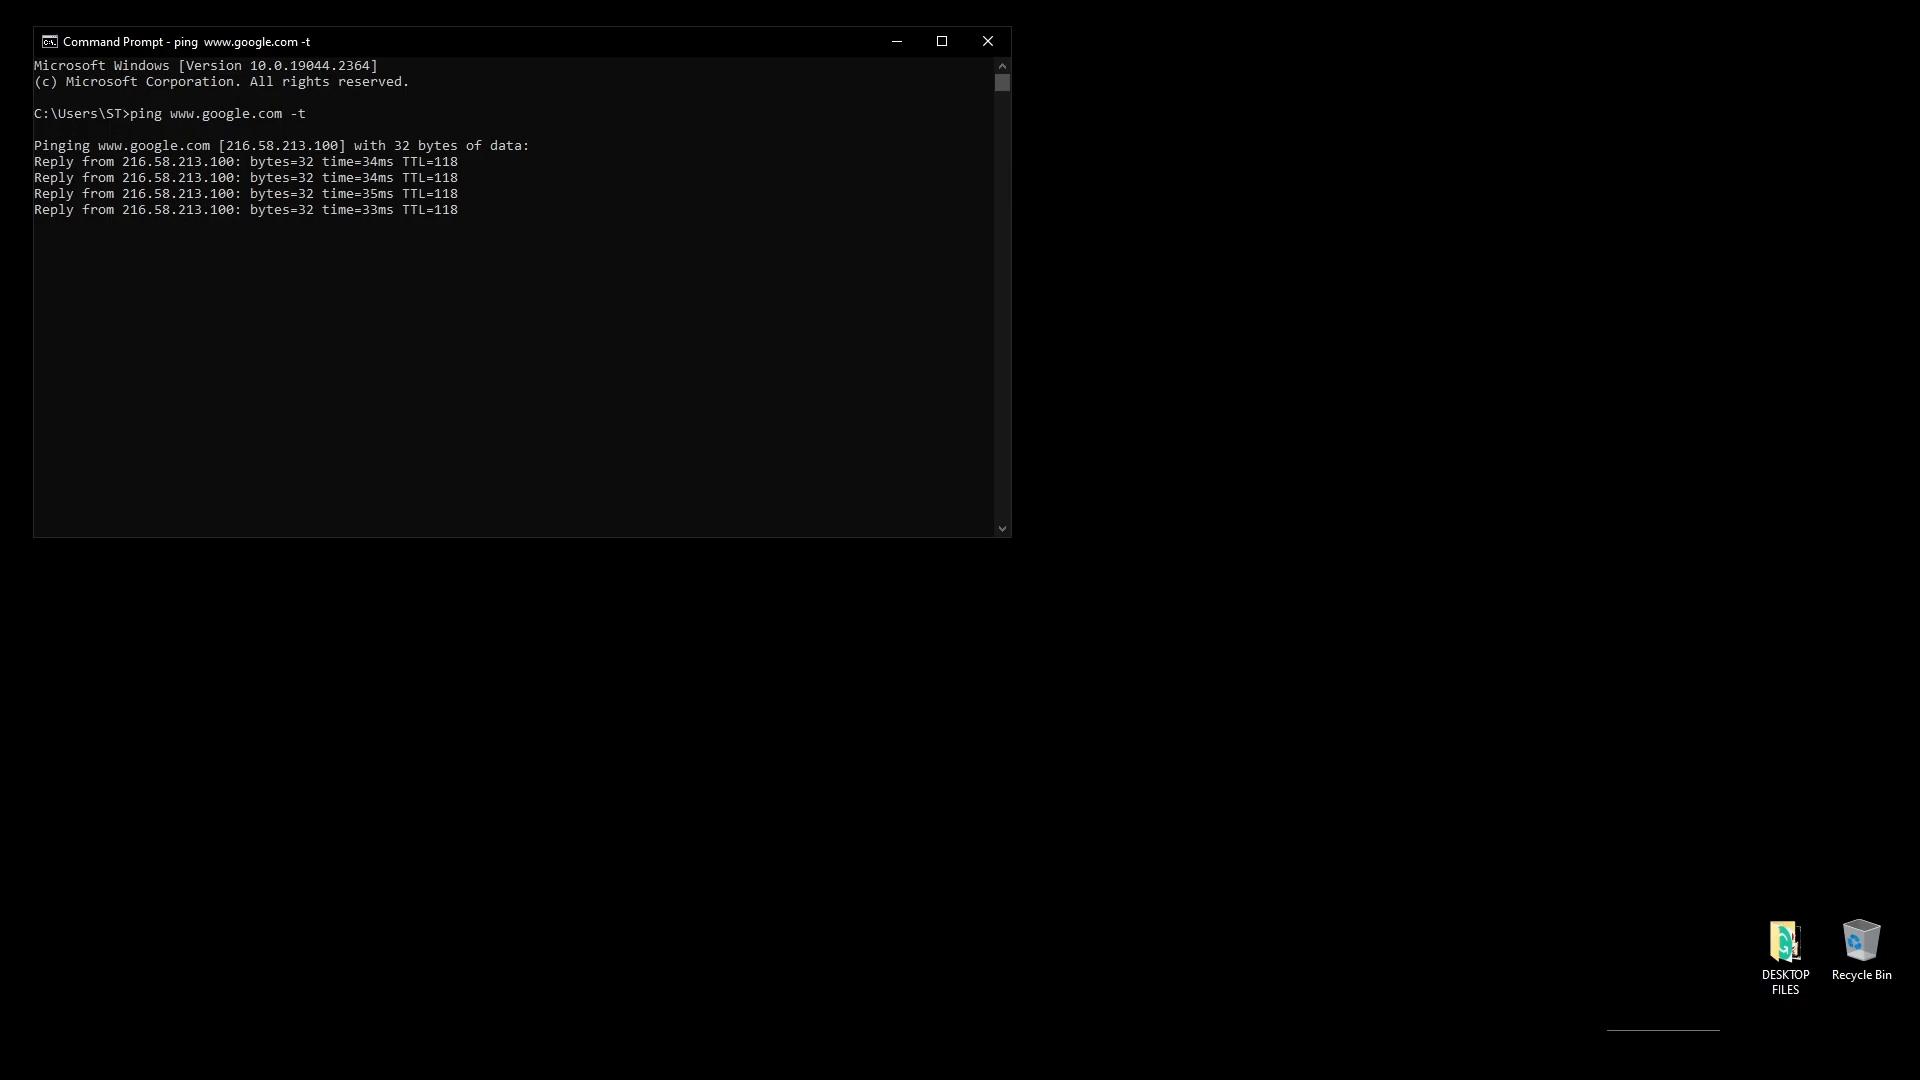 Command Prompt - ping  www.google.com -t
Microsoft Windows [Version 10.0.19044.2364]
(c) Microsoft Corporation. All rights reserved.
C:\Users\ST>ping www.google.com -t
Pinging www.google.com [216.58.213.100] with 32 bytes of data:
Reply from 216.58.213.100: bytes=32 time=34ms TTL=118
Reply from 216.58.213.100: bytes=32 time=34ms TTL=118
Reply from 216.58.213.100: bytes=32 time=35ms TTL=118
Reply from 216.58.213.100: bytes=32 time=33ms TTL=118
DESKTOP
FILES
Recycle Bin